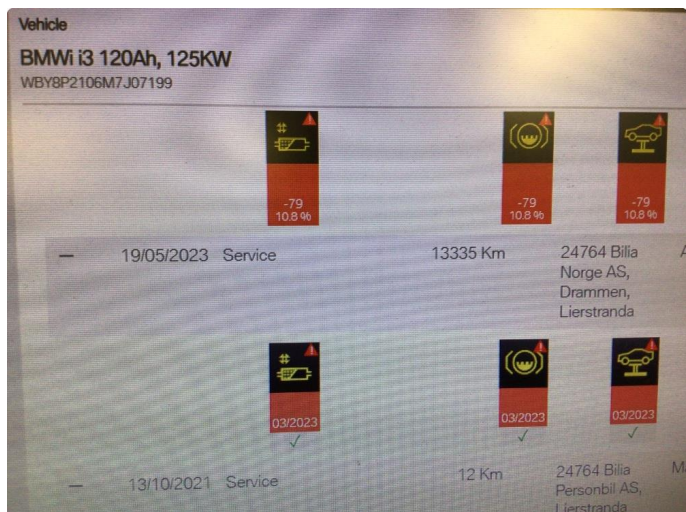 Vehicle
BMWi i3 120Ah, 125KW
WBY8P2106M7J07199
-79
10.8 %
-79
10.8 %
-79
10.8 %
— 19/05/2023 Service 13335 Km 24764 Bilia
Norge AS,
Drammen,
Lierstranda
03/2023
03/2023
03/2023
— 13/10/2021 Service 12 Km 24764 Bilia
Personbil AS,
Lierstranda